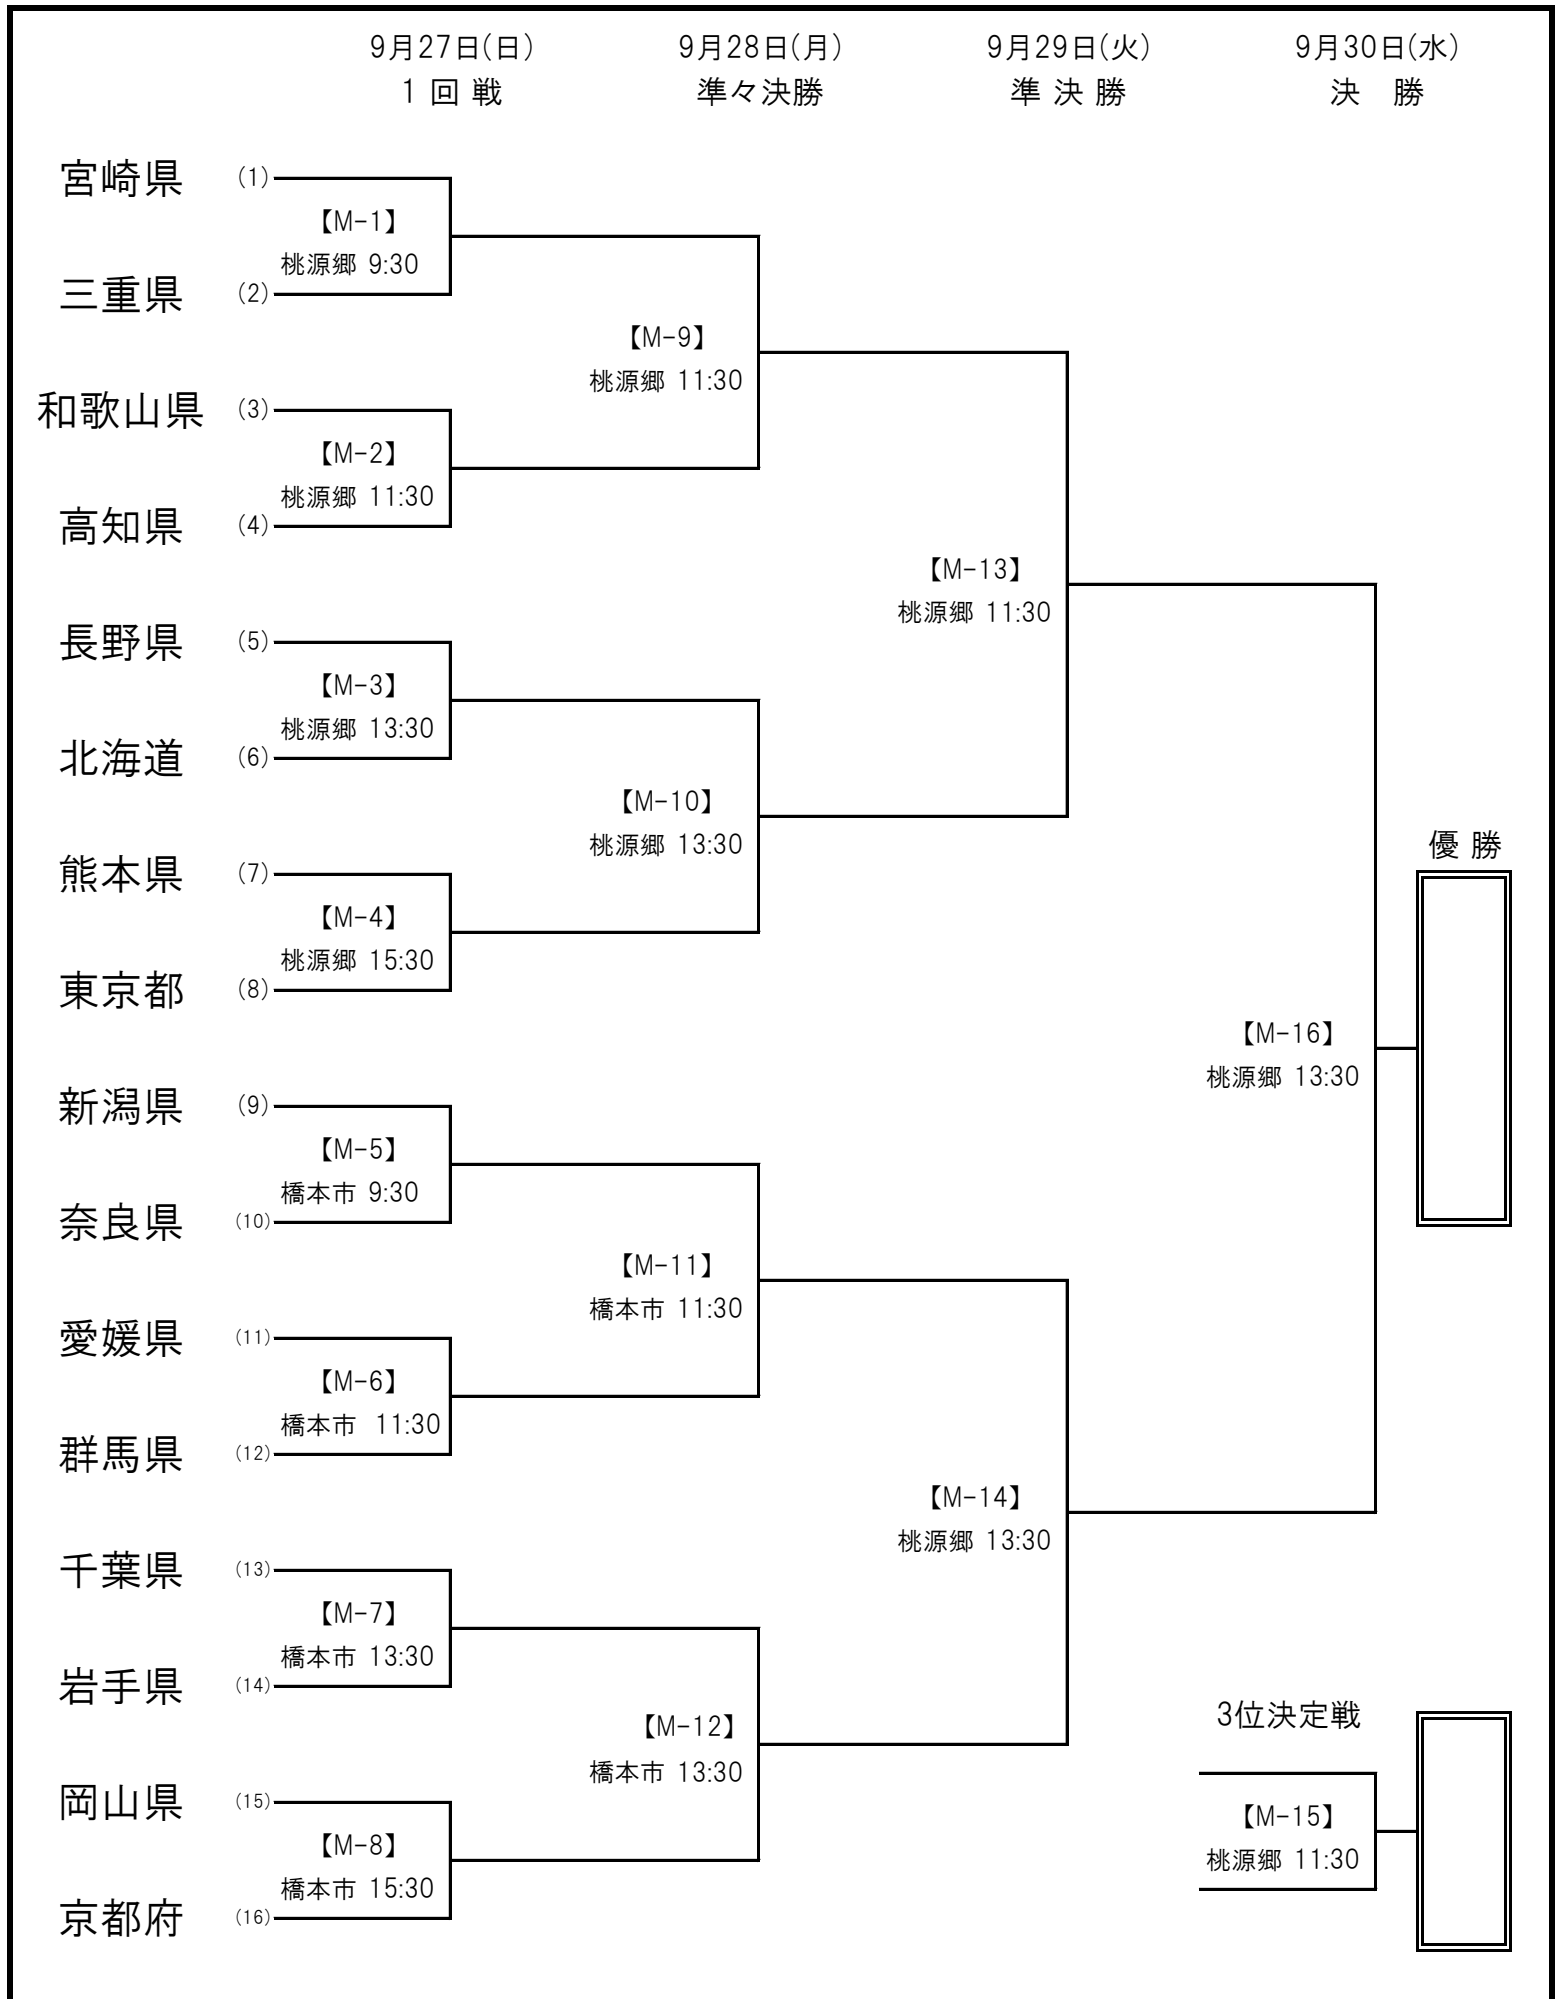 9月27日(日) 9月28日(月) 9月29日(火) 9月30日(水)
1 回 戦 準々決勝 準 決 勝 決　勝
宮崎県 (1)
【M-1】
桃源郷 9:30
三重県 (2)
【M-9】
桃源郷 11:30
和歌山県 (3)
【M-2】
桃源郷 11:30
高知県 (4)
【M-13】
桃源郷 11:30
長野県 (5)
【M-3】
桃源郷 13:30
北海道 (6)
【M-10】
桃源郷 13:30
優 勝
熊本県 (7)
【M-4】
桃源郷 15:30
東京都 (8)
【M-16】
桃源郷 13:30
新潟県 (9)
【M-5】
橋本市 9:30
奈良県 (10)
【M-11】
橋本市 11:30
愛媛県 (11)
【M-6】
橋本市 11:30
群馬県 (12)
【M-14】
桃源郷 13:30
千葉県 (13)
【M-7】
橋本市 13:30
岩手県 (14)
3位決定戦
【M-12】
橋本市 13:30
岡山県 (15)
【M-15】
桃源郷 11:30
【M-8】
橋本市 15:30
京都府 (16)